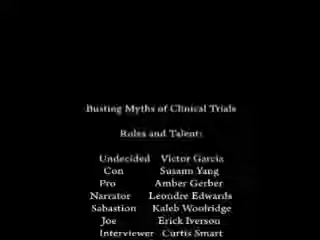 Busting Myths of Clinical Trials
Roles and Talent:
Undecided Victor Garcia
Con Susann Yang
Pro Amber Gerber
Narrator Leondre Edwards
Sabastion Kaleb Woolridge
Joe Erick Iverson
Interviewer Curtis Smart